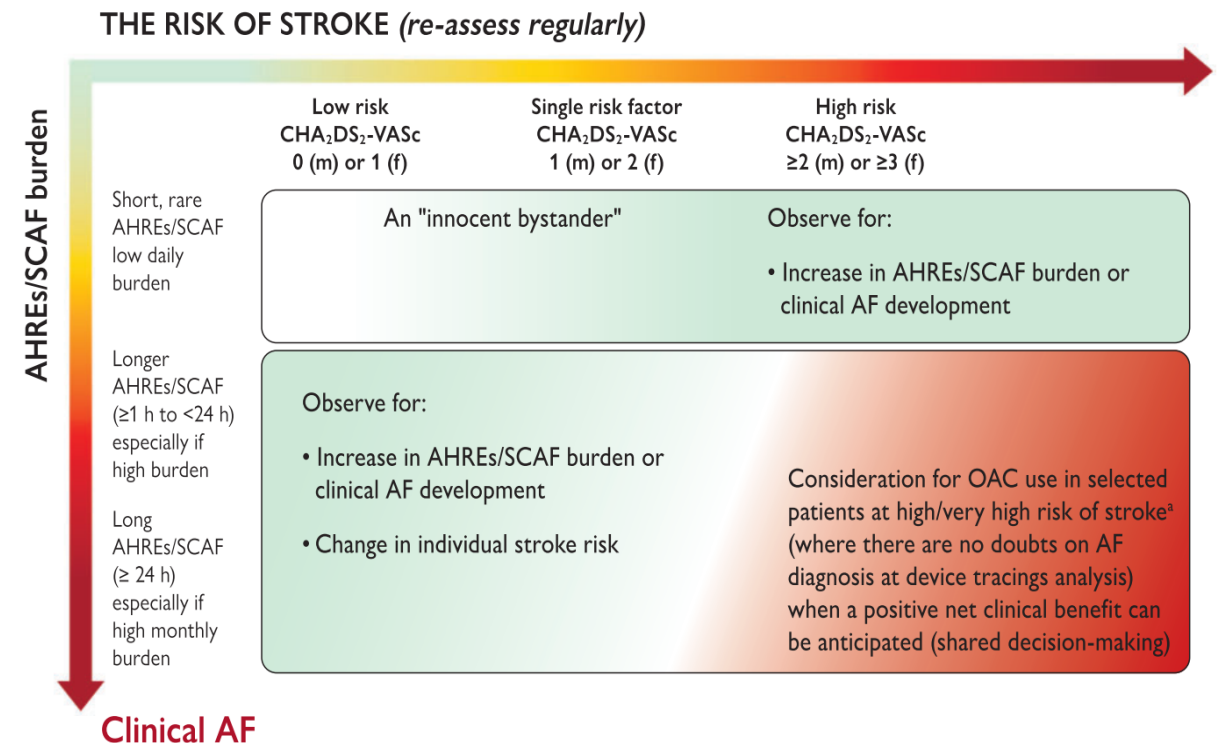 THE RISK OF STROKE (re-assess regularly)
AHREs/SCAF burden
Low risk
CHA₂DS₂-VASc
0 (m) or 1 (f)
Single risk factor
CHA₂DS₂-VASc
1 (m) or 2 (f)
High risk
CHA₂DS₂-VASc
≥2 (m) or ≥3 (f)
Short, rare
AHREs/SCAF
low daily
burden
An "innocent bystander"
Observe for:
• Increase in AHREs/SCAF burden or
clinical AF development
Longer
AHREs/SCAF
(≥1 h to <24 h)
especially if
high burden
Long
AHREs/SCAF
(≥ 24 h)
especially if
high monthly
burden
Observe for:
• Increase in AHREs/SCAF burden or
clinical AF development
• Change in individual stroke risk
Consideration for OAC use in selected
patients at high/very high risk of strokeᵃ
(where there are no doubts on AF
diagnosis at device tracings analysis)
when a positive net clinical benefit can
be anticipated (shared decision-making)
Clinical AF